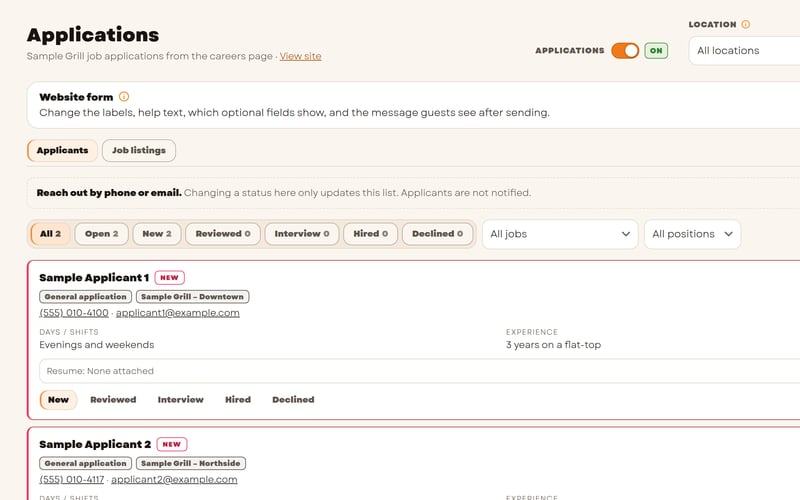 Applications
Sample Grill job applications from the careers page · View site
APPLICATIONS
ON
LOCATION
All locations
Website form
Change the labels, help text, which optional fields show, and the message guests see after sending.
Applicants
Job listings
Reach out by phone or email. Changing a status here only updates this list. Applicants are not notified.
All 2
Open 2
New 2
Reviewed 0
Interview 0
Hired 0
Declined 0
All jobs
All positions
Sample Applicant 1 NEW
General application
Sample Grill – Downtown
(555) 010-4100 · applicant1@example.com
DAYS / SHIFTS
Evenings and weekends
EXPERIENCE
3 years on a flat-top
Resume: None attached
New
Reviewed
Interview
Hired
Declined
Sample Applicant 2 NEW
General application
Sample Grill – Northside
(555) 010-4117 · applicant2@example.com
DAYS / SHIFTS
EXPERIENCE